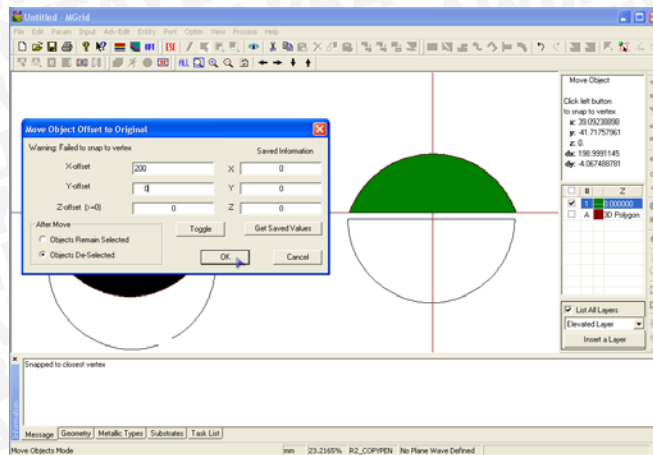 Untitled - MGrid
File Edit Param Input Adv Edit Entity Port Optim View Process Help
ALL
Move Object Offset to Original
Warning: Failed to snap to vertex
Saved Information
X-offset 200 X 0
Y-offset 0 Y 0
Z-offset (>=0) 0 Z 0
After Move
Objects Remain Selected
Objects De-Selected
Toggle Get Saved Values
OK Cancel
Move Object
Click left button
to snap to vertex
x: 39.09238898
y: -41.71757961
z: 0.
dx: 198.9991145
dy: -4.067488781
II Z
1 0.000000
A 3D Polygon
List All Layers
Elevated Layer
Insert a Layer
Snapped to closest vertex
Message Geometry Metallic Types Substrates Task List
Move Objects Mode mm 23.2165% R2_COPYPEN No Plane Wave Defined